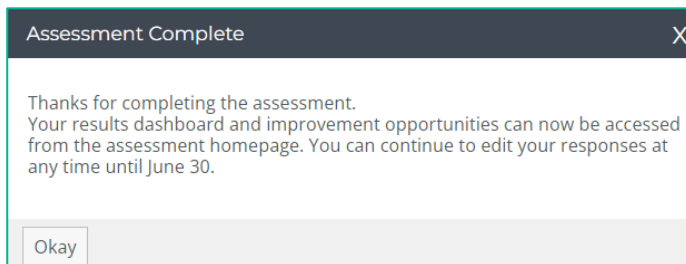 Assessment Complete X
Thanks for completing the assessment.
Your results dashboard and improvement opportunities can now be accessed
from the assessment homepage. You can continue to edit your responses at
any time until June 30.
Okay